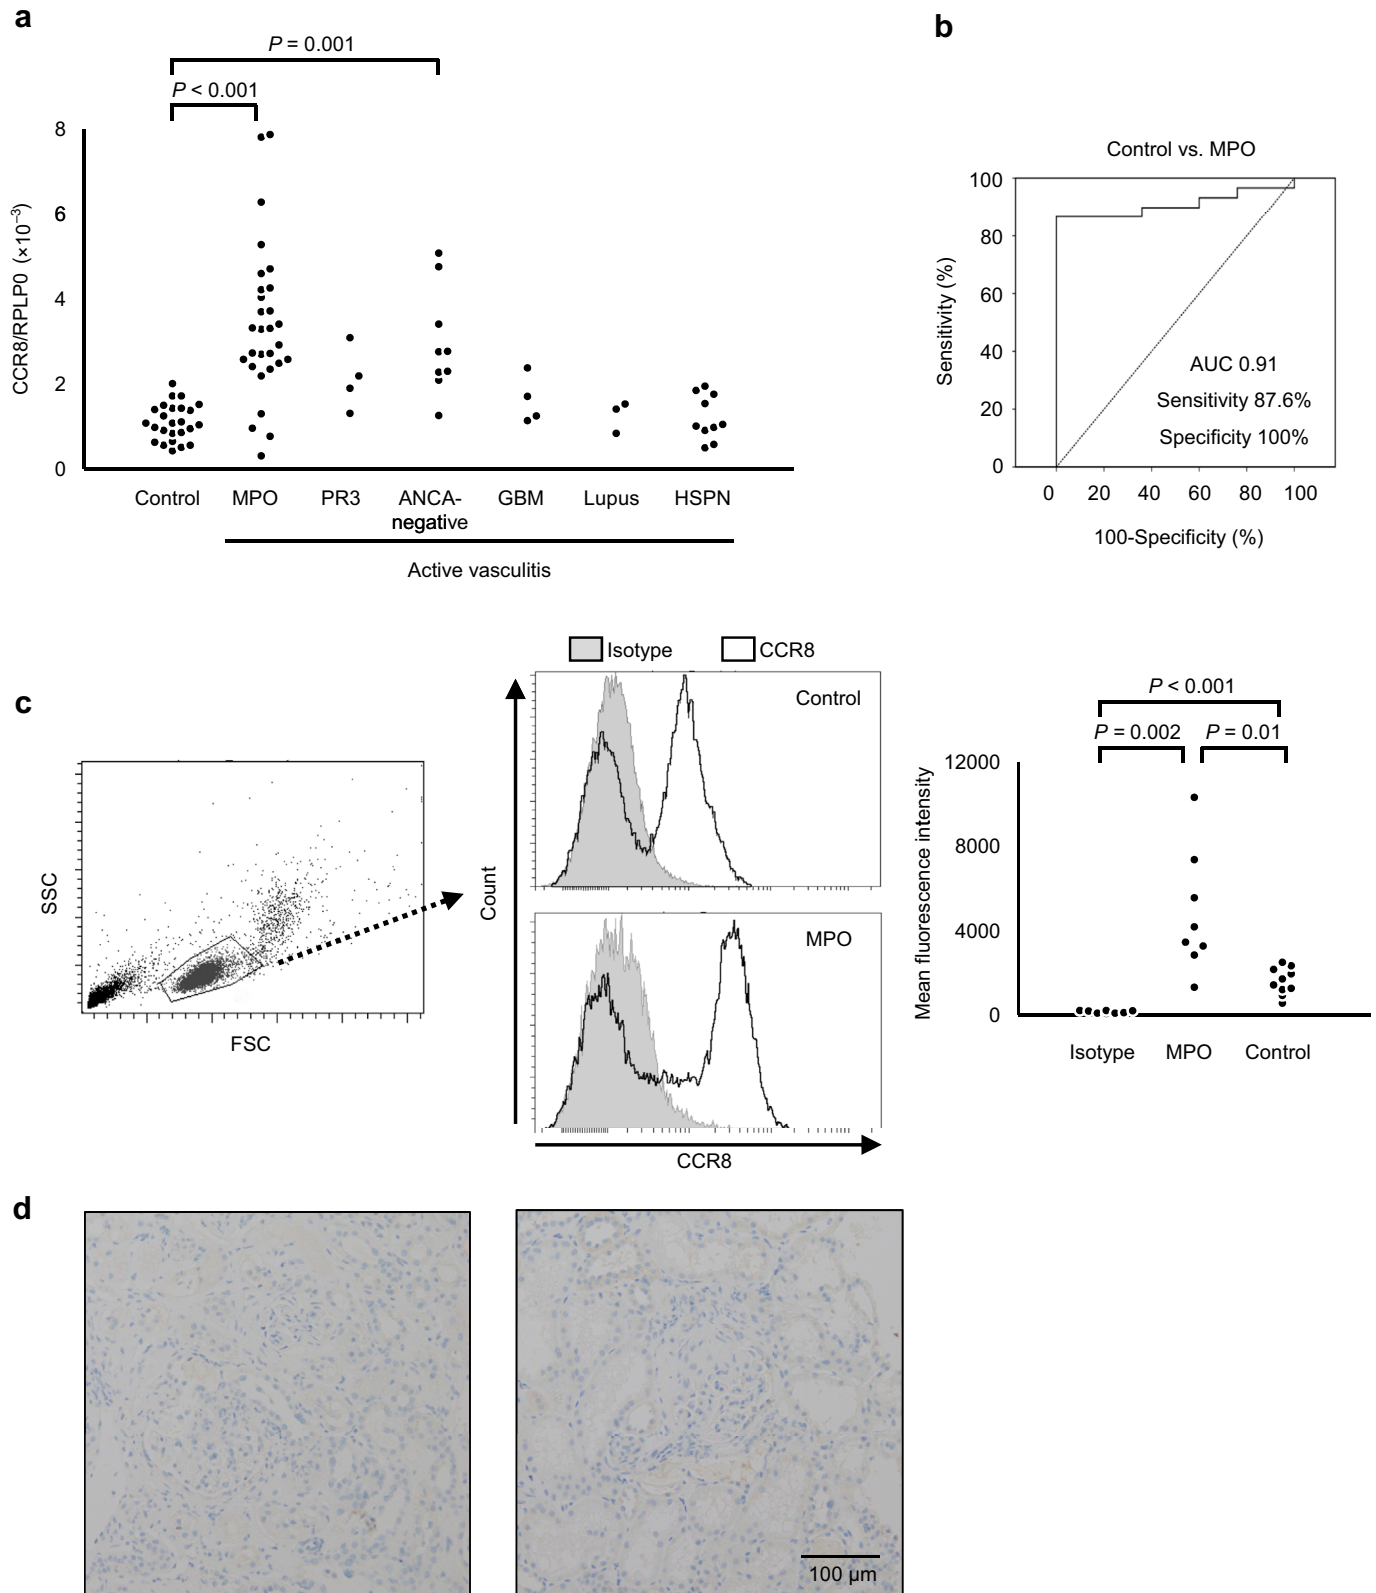 a
P = 0.001
P < 0.001
CCR8/RPLP0 (×10⁻³)
8
6
4
2
0
Control MPO PR3 ANCA-negative GBM Lupus HSPN
Active vasculitis
b
Control vs. MPO
Sensitivity (%)
100
80
60
40
20
0
AUC 0.91
Sensitivity 87.6%
Specificity 100%
0 20 40 60 80 100
100-Specificity (%)
c
SSC
FSC
Isotype CCR8
Count
Control
MPO
CCR8
P < 0.001
P = 0.002 P = 0.01
Mean fluorescence intensity
12000
8000
4000
0
Isotype MPO Control
d
100 µm